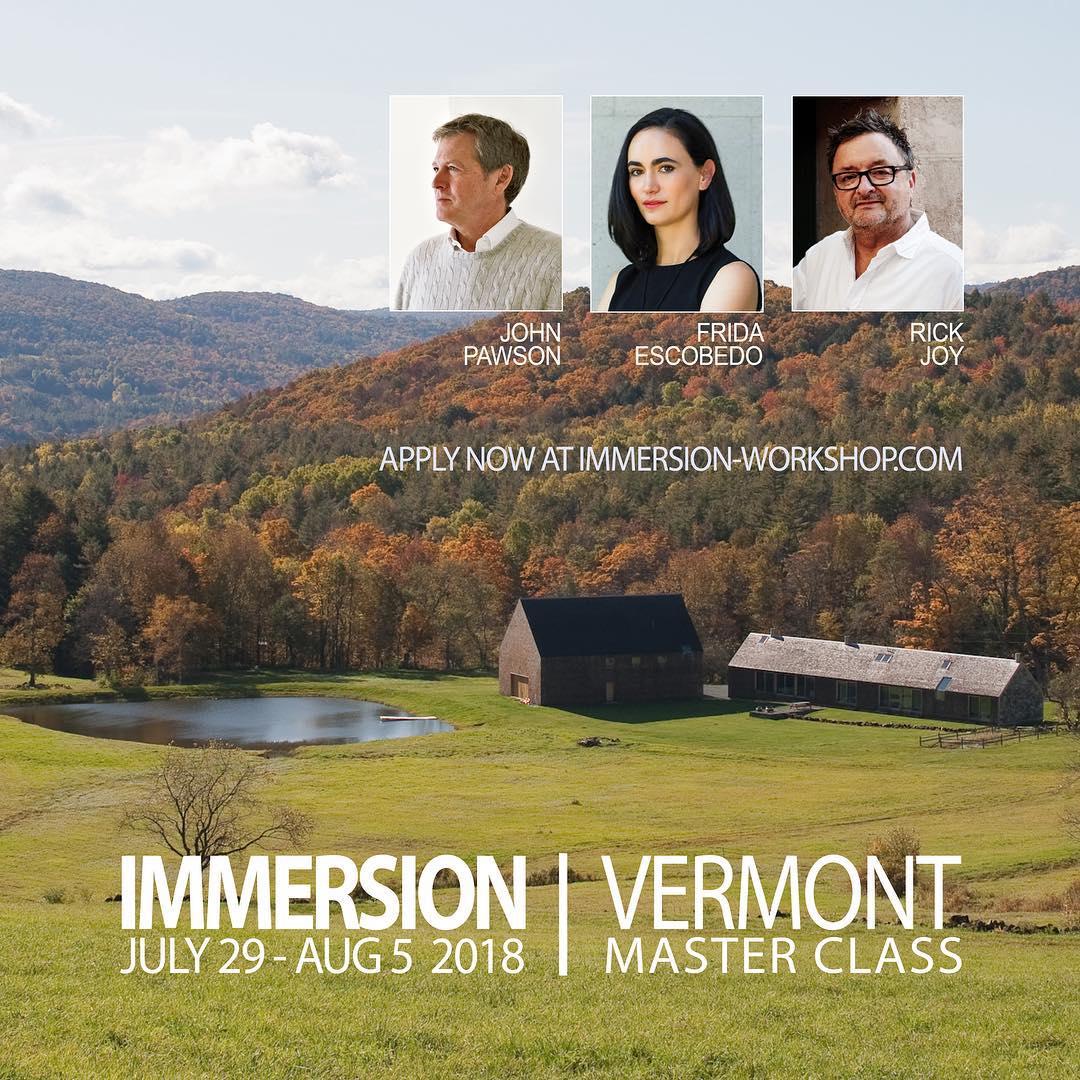 JOHN
PAWSON
FRIDA
ESCOBEDO
RICK
JOY
APPLY NOW AT IMMERSION-WORKSHOP.COM
IMMERSION | VERMONT
JULY 29 - AUG 5 2018 | MASTER CLASS